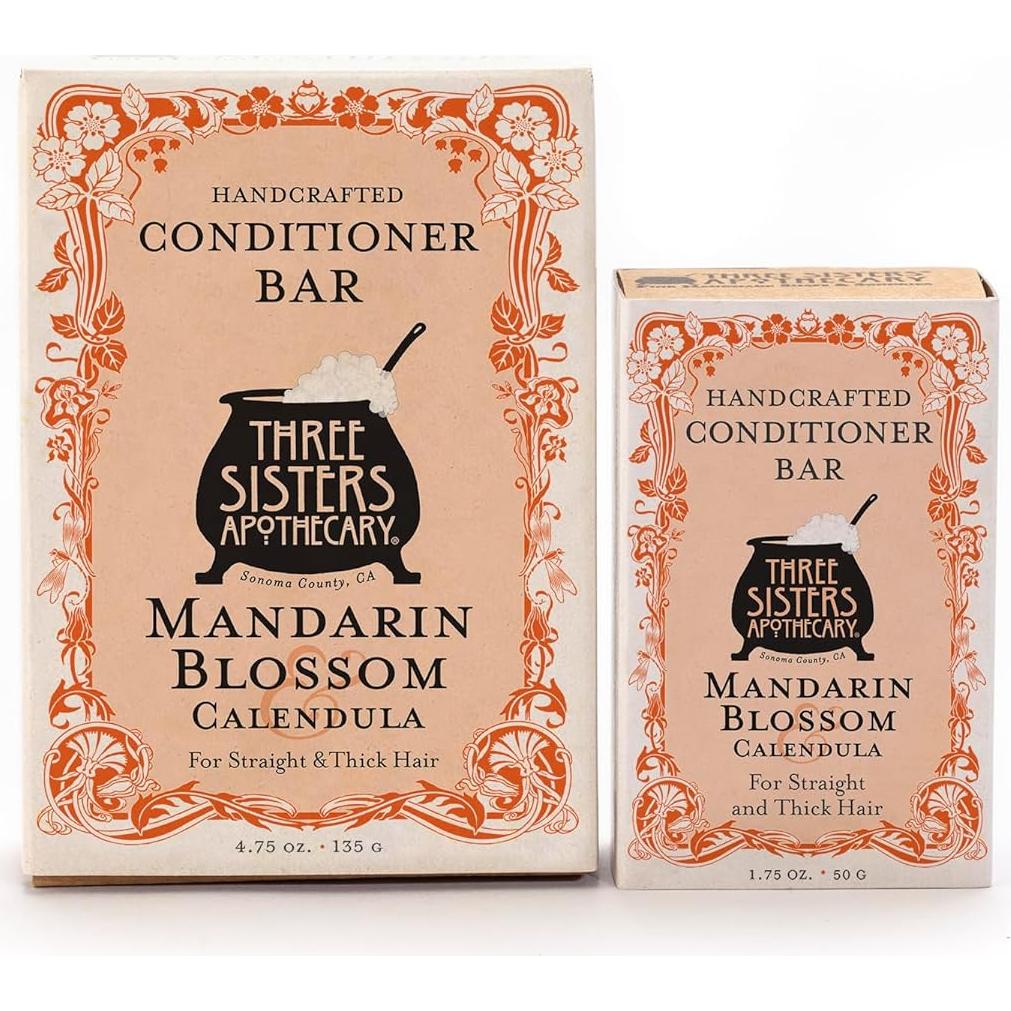 HANDCRAFTED
CONDITIONER
BAR
THREE
SISTERS
APOTHECARY®
Sonoma County, CA
MANDARIN
BLOSSOM
&
CALENDULA
For Straight & Thick Hair
4.75 OZ. • 135 G
THREE SISTERS
APOTHECARY
HANDCRAFTED
CONDITIONER
BAR
THREE
SISTERS
APOTHECARY®
Sonoma County, CA
MANDARIN
BLOSSOM
&
CALENDULA
For Straight
and Thick Hair
1.75 OZ. • 50 G